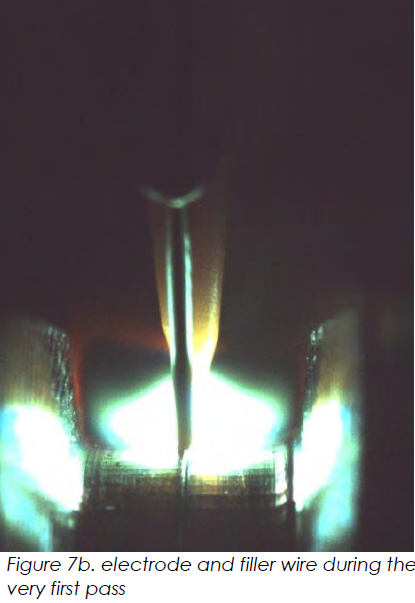 Figure 7b. electrode and filler wire during the
very first pass